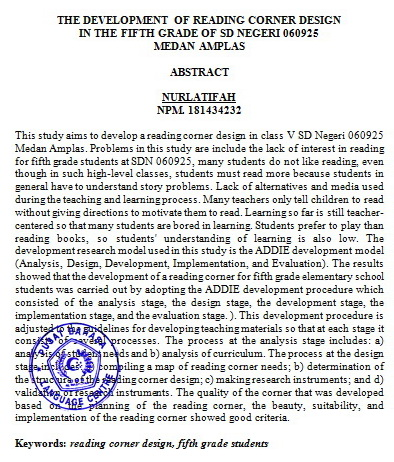 THE DEVELOPMENT OF READING CORNER DESIGN
IN THE FIFTH GRADE OF SD NEGERI 060925
MEDAN AMPLAS
ABSTRACT
NURLATIFAH
NPM. 181434232
This study aims to develop a reading corner design in class V SD Negeri 060925
Medan Amplas. Problems in this study are include the lack of interest in reading
for fifth grade students at SDN 060925, many students do not like reading, even
though in such high-level classes, students must read more because students in
general have to understand story problems. Lack of alternatives and media used
during the teaching and learning process. Many teachers only tell children to read
without giving directions to motivate them to read. Learning so far is still teacher-
centered so that many students are bored in learning. Students prefer to play than
reading books, so students' understanding of learning is also low. The
development research model used in this study is the ADDIE development model
(Analysis, Design, Development, Implementation, and Evaluation). The results
showed that the development of a reading corner for fifth grade elementary school
students was carried out by adopting the ADDIE development procedure which
consisted of the analysis stage, the design stage, the development stage, the
implementation stage, and the evaluation stage. ). This development procedure is
adjusted to the guidelines for developing teaching materials so that at each stage it
consists of several processes. The process at the analysis stage includes: a)
analysis of student needs and b) analysis of curriculum. The process at the design
stage includes: a) compiling a map of reading corner needs; b) determination of
the structure of the reading corner design; c) making research instruments; and d)
validation of research instruments. The quality of the corner that was developed
based on the planning of the reading corner, the beauty, suitability, and
implementation of the reading corner showed good criteria.
Keywords: reading corner design, fifth grade students
PUSAT BAHASA
LANGUAGE CENTRE